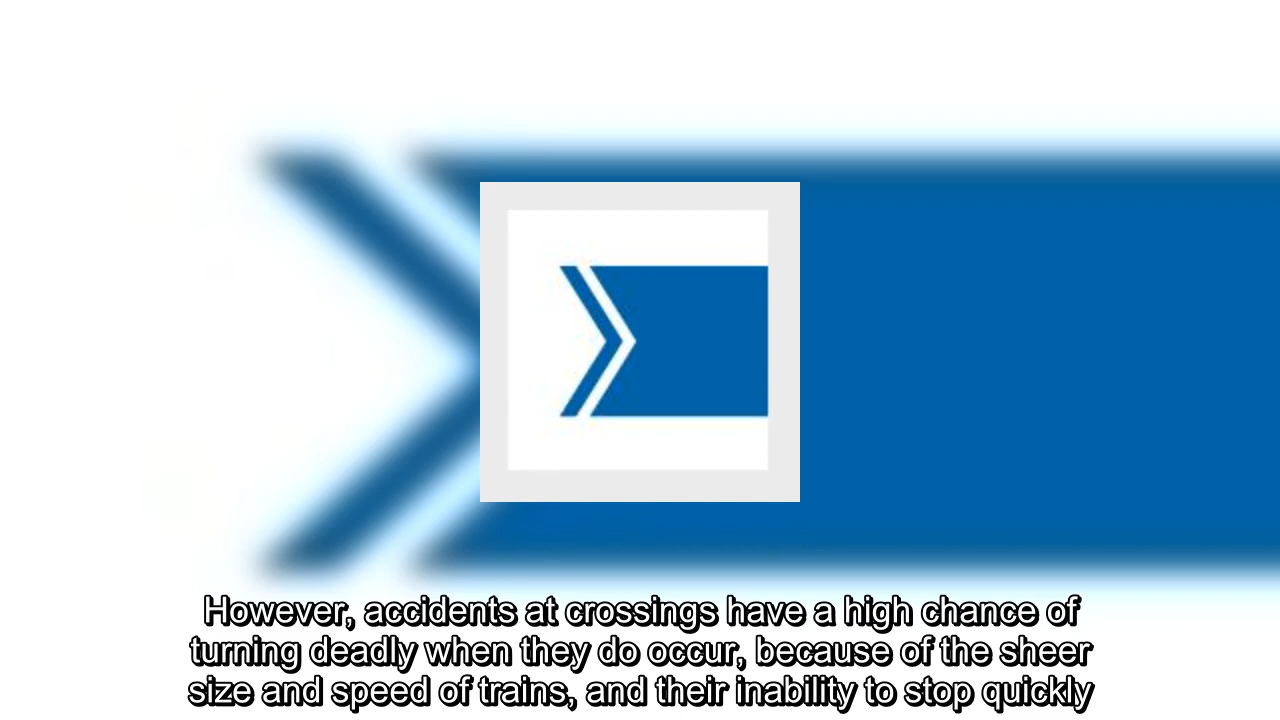 However, accidents at crossings have a high chance of
turning deadly when they do occur, because of the sheer
size and speed of trains, and their inability to stop quickly